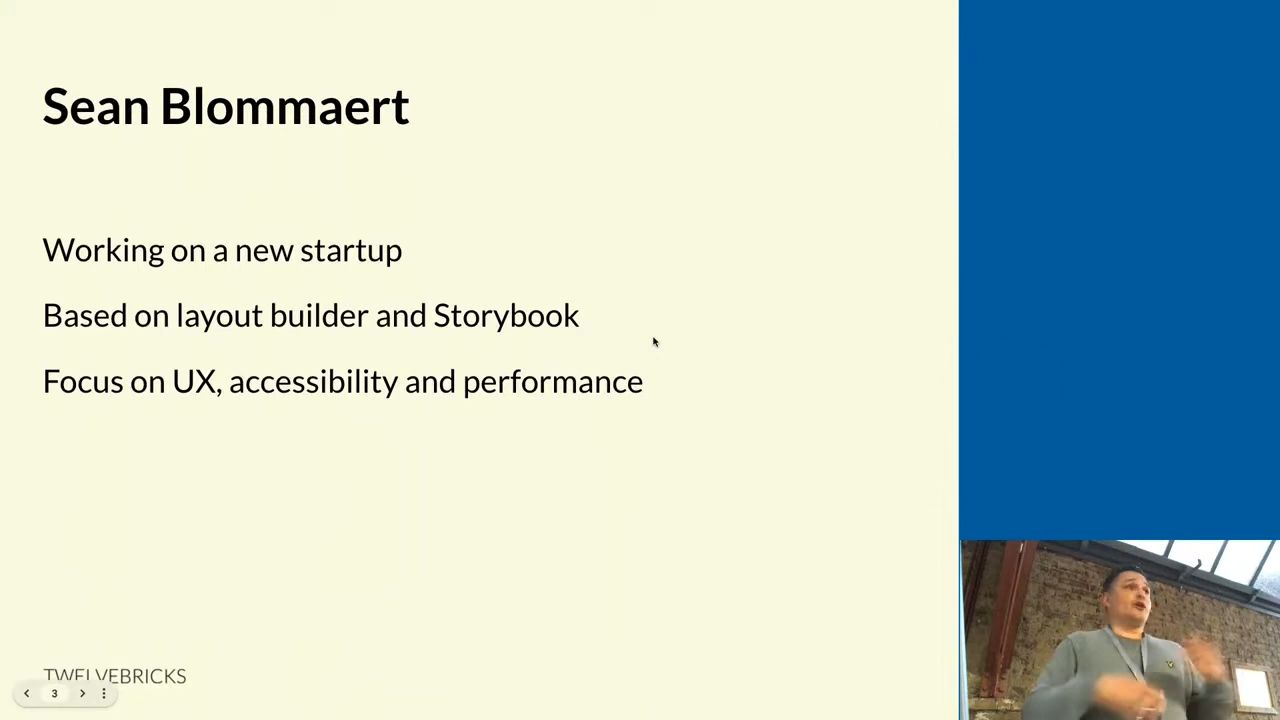 Sean Blommaert
Working on a new startup
Based on layout builder and Storybook
Focus on UX, accessibility and performance
TWELVEBRICKS
3